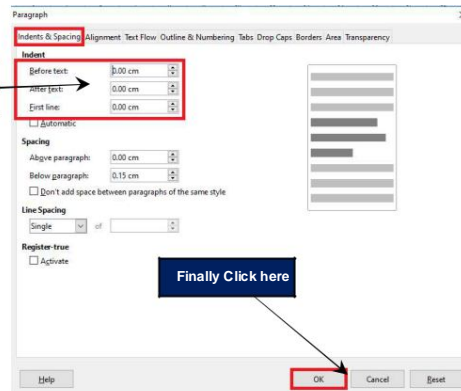 Paragraph
Indents & Spacing Alignment Text Flow Outline & Numbering Tabs Drop Caps Borders Area Transparency
Indent
Before text: 0.00 cm
After text: 0.00 cm
First line: 0.00 cm
Automatic
Spacing
Above paragraph: 0.00 cm
Below paragraph: 0.15 cm
Don't add space between paragraphs of the same style
Line Spacing
Single of
Register-true
Activate
Finally Click here
Help OK Cancel Reset